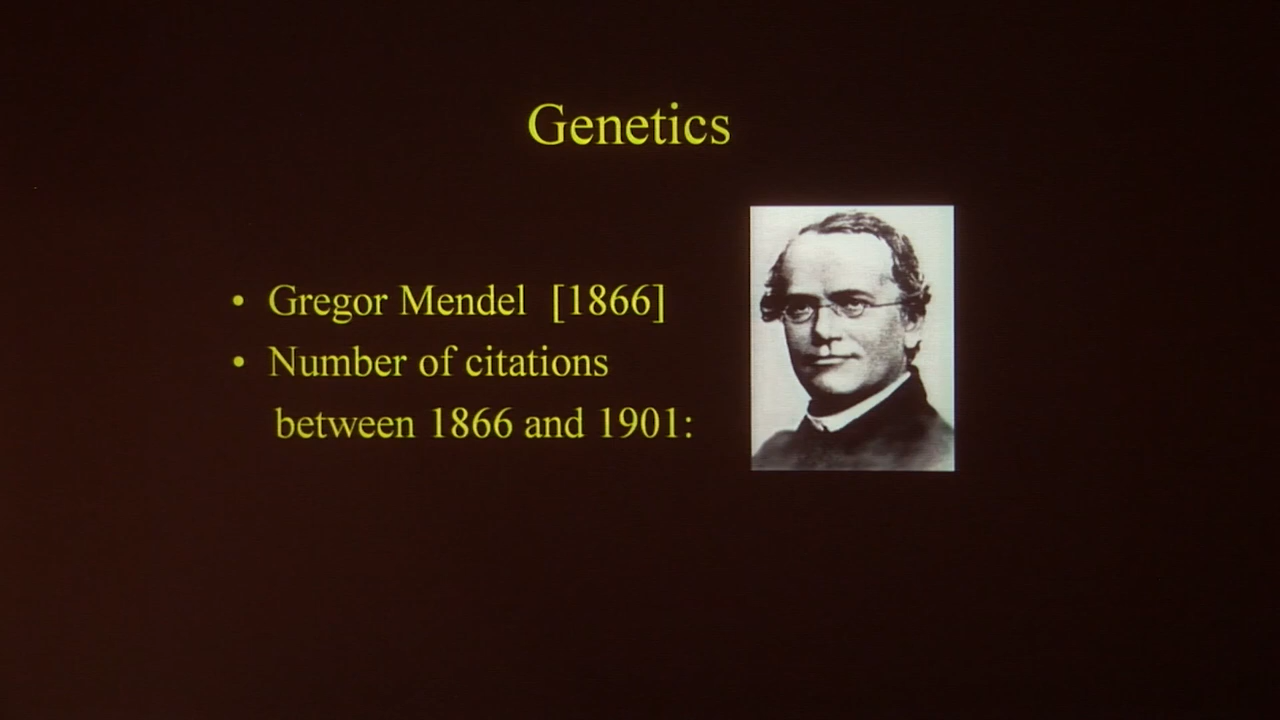 Genetics
• Gregor Mendel [1866]
• Number of citations
between 1866 and 1901: